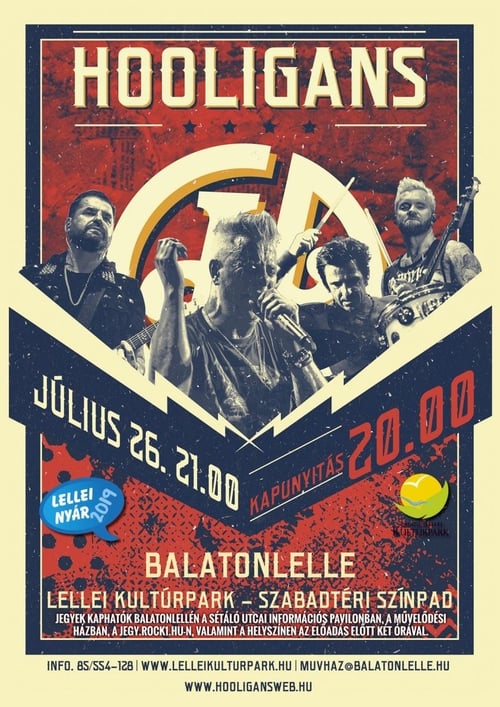 HOOLIGANS
JÚLIUS 26. 21.00
KAPUNYITÁS 20.00
LELLEI
NYÁR 2019
KULTÚRPARK
BALATONLELLE
LELLEI KULTÚRPARK – SZABADTÉRI SZÍNPAD
JEGYEK KAPHATÓK BALATONLELLÉN A SÉTÁLÓ UTCAI INFORMÁCIÓS PAVILONBAN, A MŰVELŐDÉSI
HÁZBAN, A JEGY.ROCK1.HU-N, VALAMINT A HELYSZÍNEN AZ ELŐADÁS ELŐTT KÉT ÓRÁVAL.
INFO. 85/554-128 | WWW.LELLEIKULTURPARK.HU | MUVHAZ@BALATONLELLE.HU
WWW.HOOLIGANSWEB.HU